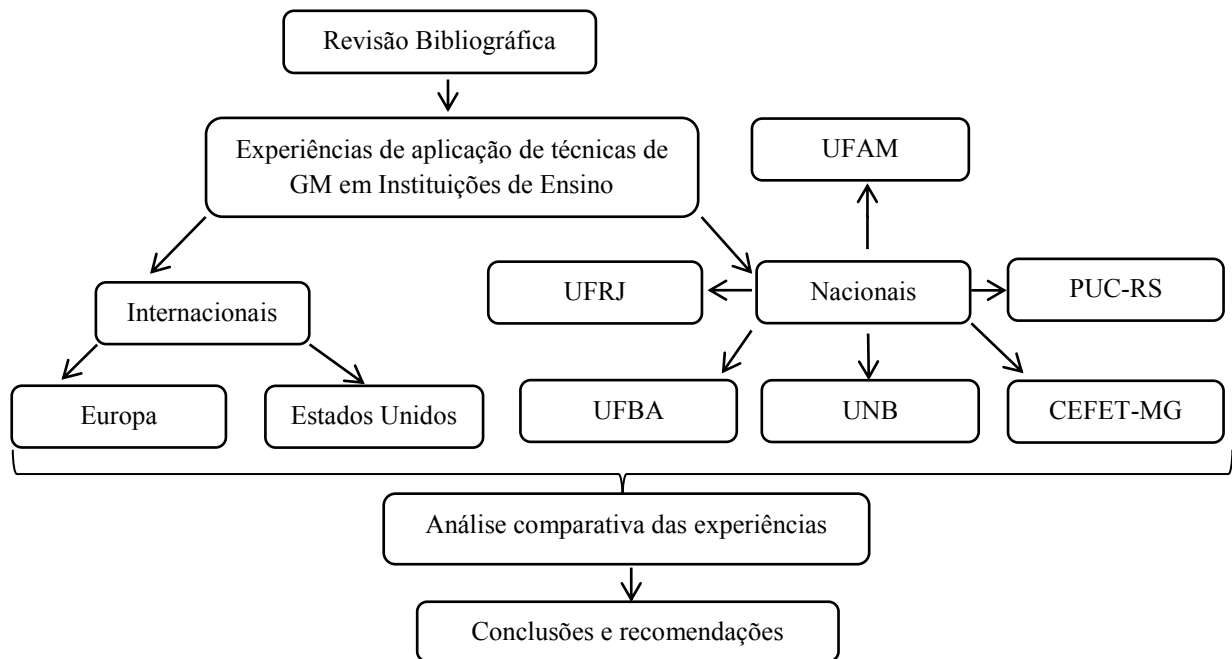 Revisão Bibliográfica
Experiências de aplicação de técnicas de
GM em Instituições de Ensino
UFAM
UFRJ
Nacionais
PUC-RS
Internacionais
Europa
Estados Unidos
UFBA
UNB
CEFET-MG
Análise comparativa das experiências
Conclusões e recomendações